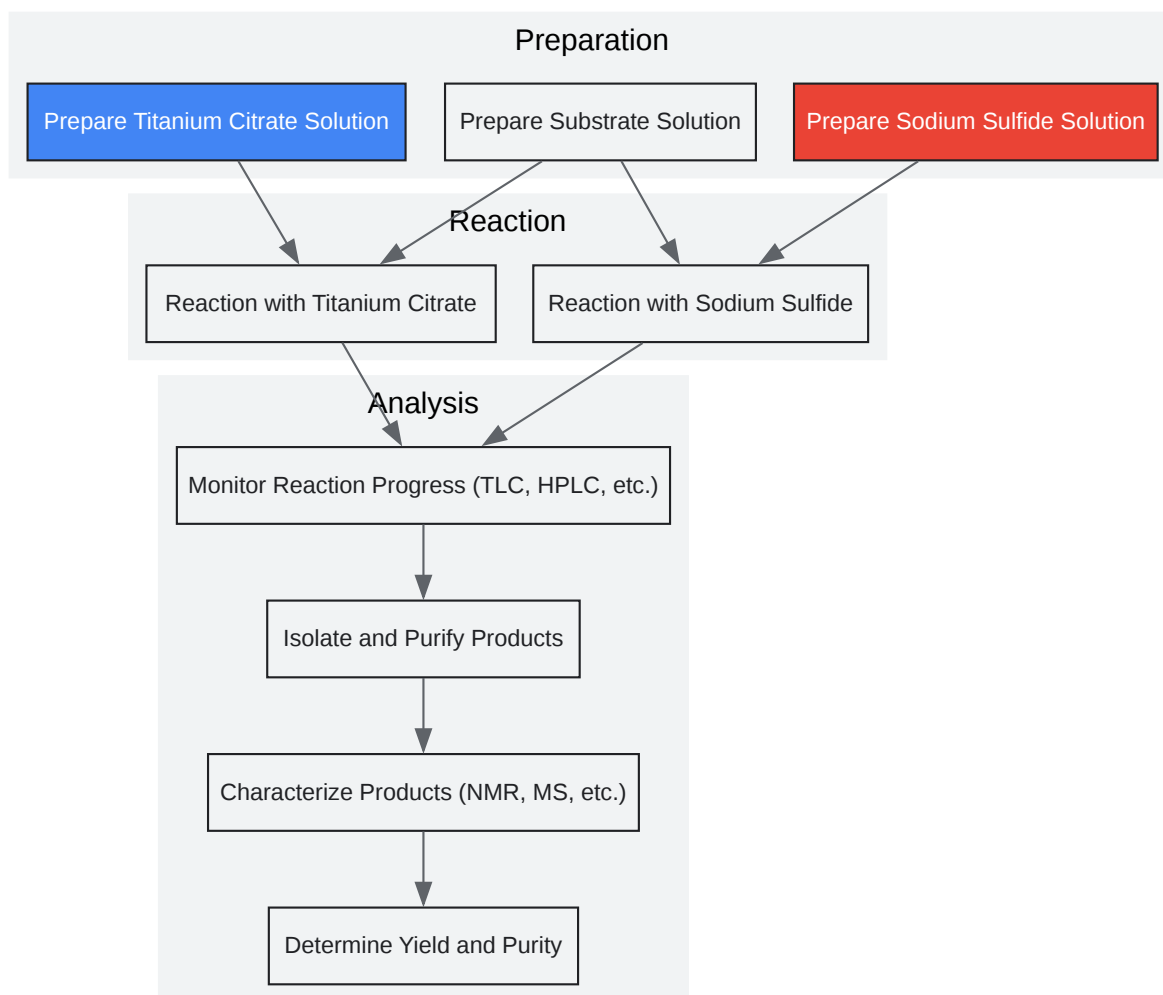 Preparation
Prepare Titanium Citrate Solution
Prepare Substrate Solution
Prepare Sodium Sulfide Solution
Reaction
Reaction with Titanium Citrate
Reaction with Sodium Sulfide
Analysis
Monitor Reaction Progress (TLC, HPLC, etc.)
Isolate and Purify Products
Characterize Products (NMR, MS, etc.)
Determine Yield and Purity